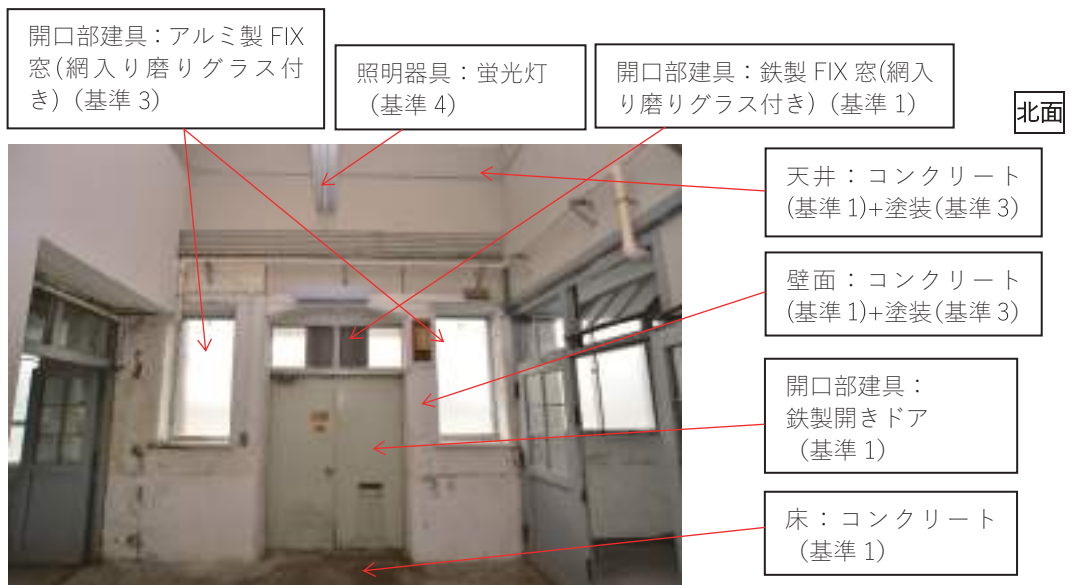 開口部建具：アルミ製 FIX
窓(網入り磨りグラス付
き)（基準 3）
照明器具：蛍光灯
（基準 4）
開口部建具：鉄製 FIX 窓(網入
り磨りグラス付き)（基準 1）
北面
天井：コンクリート
(基準 1)+塗装(基準 3)
壁面：コンクリート
(基準 1)+塗装(基準 3)
開口部建具：
鉄製開きドア
（基準 1）
床：コンクリート
（基準 1）